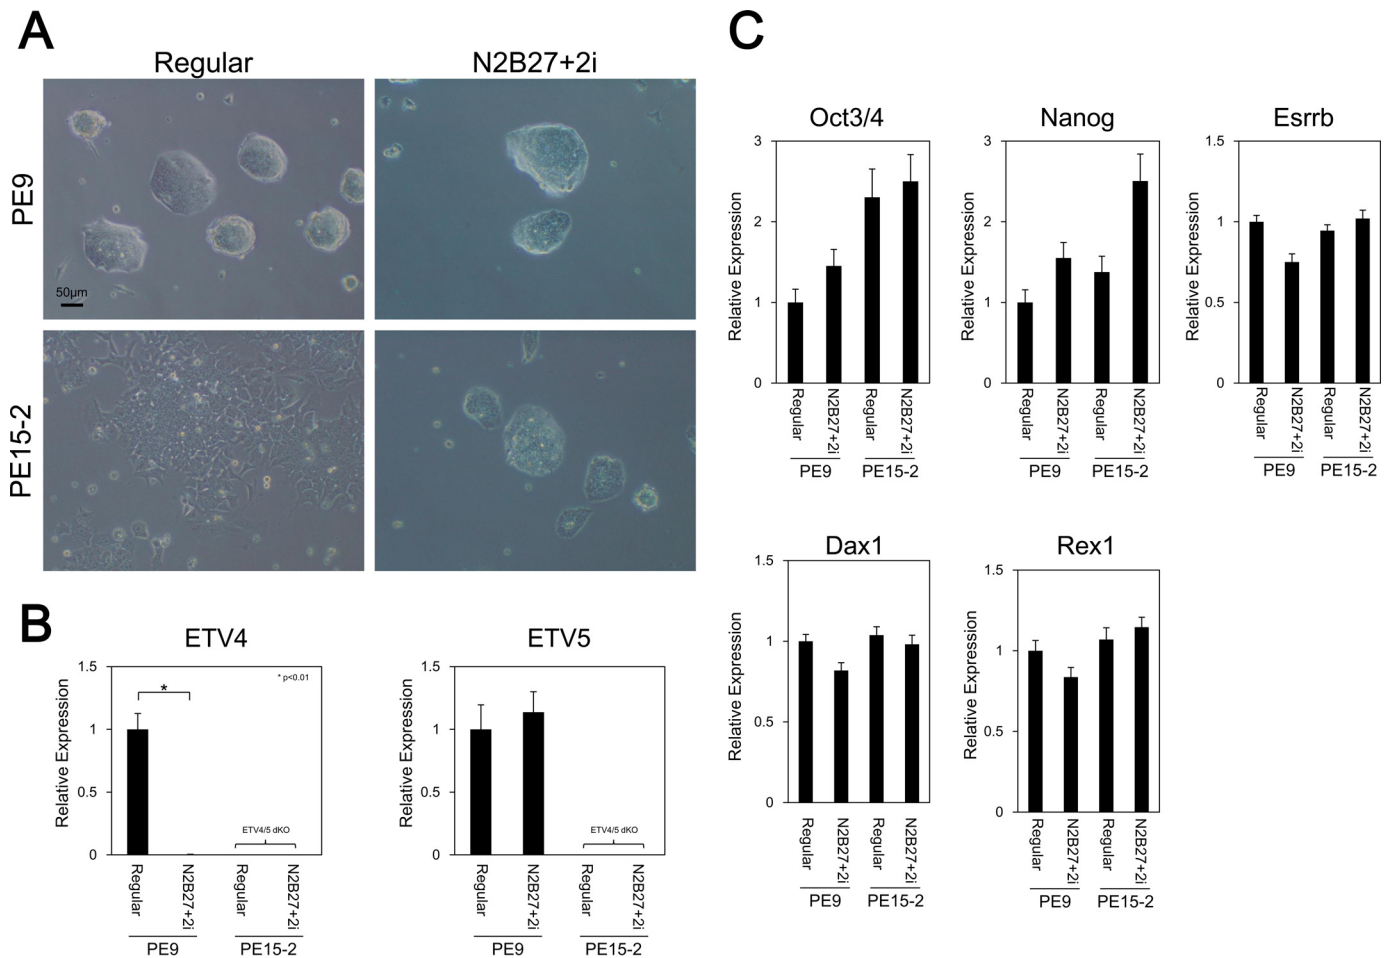 A
Regular
N2B27+2i
PE9
50μm
PE15-2
B
ETV4
Relative Expression
1.5
1
0.5
0
* p<0.01
*
ETV4/5 dKO
Regular
N2B27+2i
Regular
N2B27+2i
PE9
PE15-2
ETV5
Relative Expression
1.5
1
0.5
0
ETV4/5 dKO
Regular
N2B27+2i
Regular
N2B27+2i
PE9
PE15-2
C
Oct3/4
Relative Expression
3
2
1
0
Regular
N2B27+2i
Regular
N2B27+2i
PE9
PE15-2
Nanog
Relative Expression
3
2
1
0
Regular
N2B27+2i
Regular
N2B27+2i
PE9
PE15-2
Esrrb
Relative Expression
1.5
1
0.5
0
Regular
N2B27+2i
Regular
N2B27+2i
PE9
PE15-2
Dax1
Relative Expression
1.5
1
0.5
0
Regular
N2B27+2i
Regular
N2B27+2i
PE9
PE15-2
Rex1
Relative Expression
1.5
1
0.5
0
Regular
N2B27+2i
Regular
N2B27+2i
PE9
PE15-2